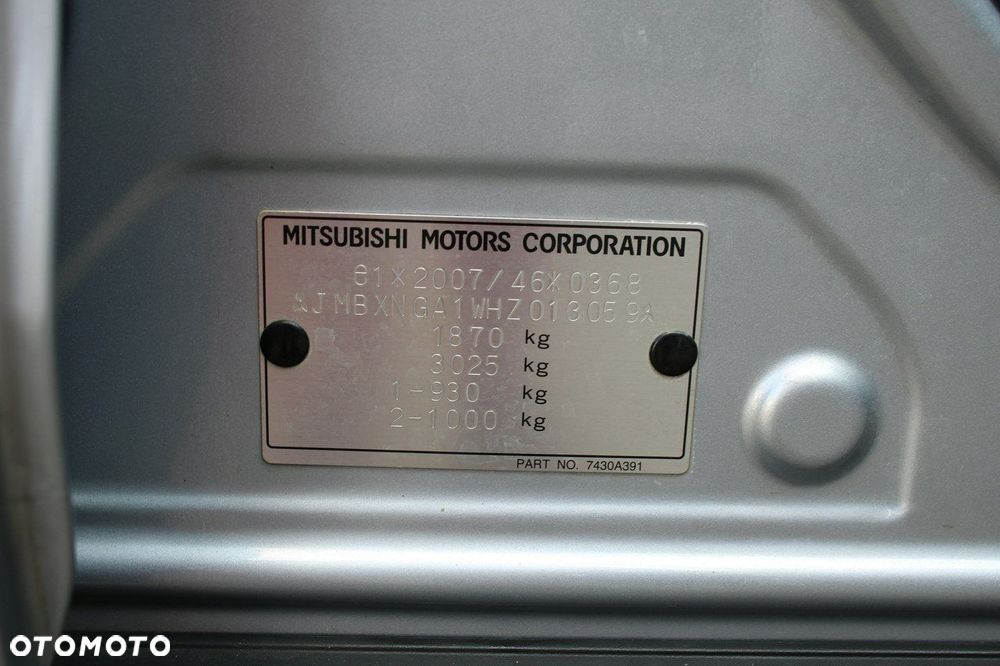 MITSUBISHI MOTORS CORPORATION
e1*2007/46*0368
*JMBXNGA1WHZ013059*
1870 kg
3025 kg
1-930 kg
2-1000 kg
PART NO. 7430A391
OTOMOTO